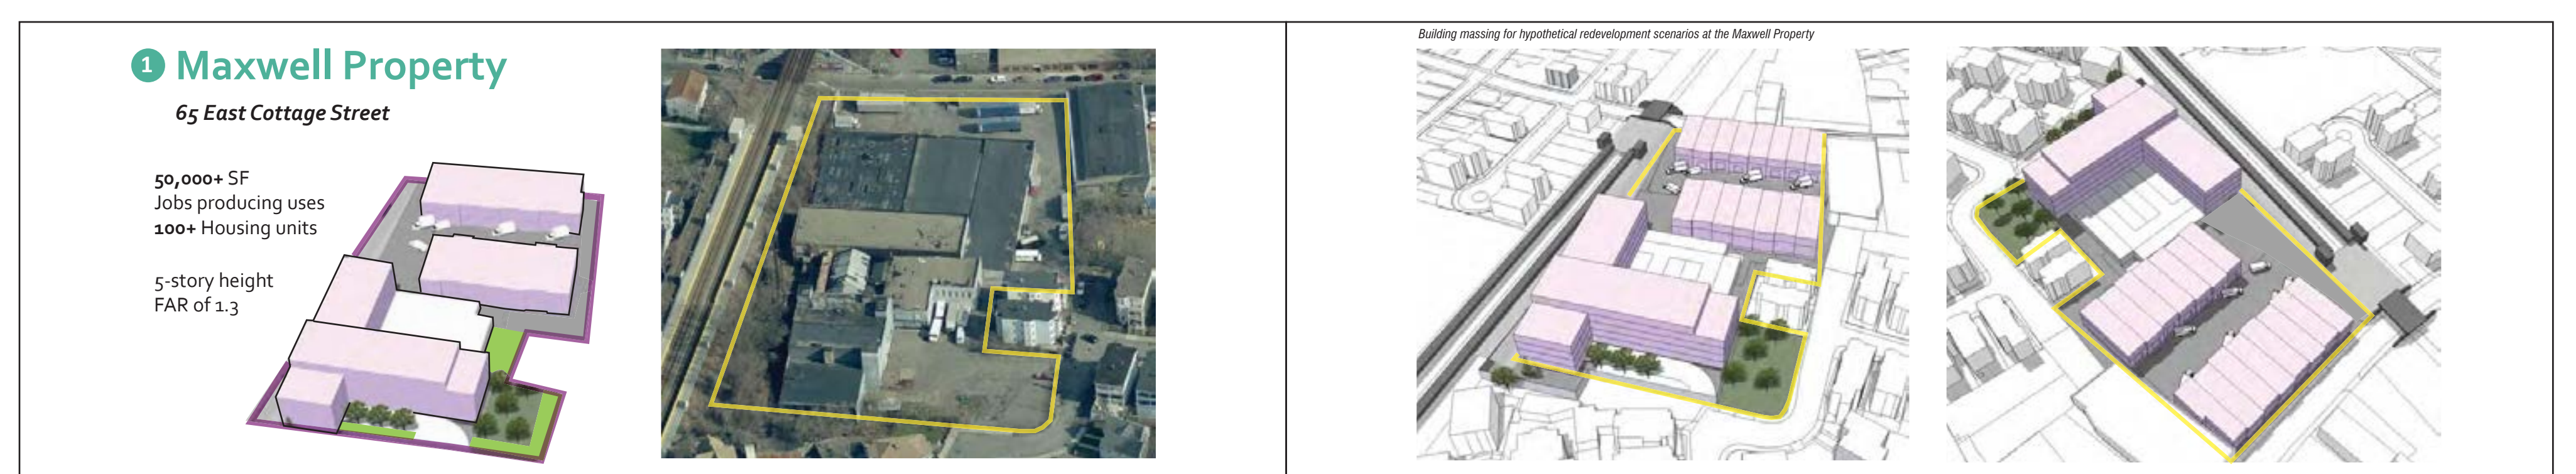 1 Maxwell Property
65 East Cottage Street
50,000+ SF
Jobs producing uses
100+ Housing units
5-story height
FAR of 1.3
Building massing for hypothetical redevelopment scenarios at the Maxwell Property